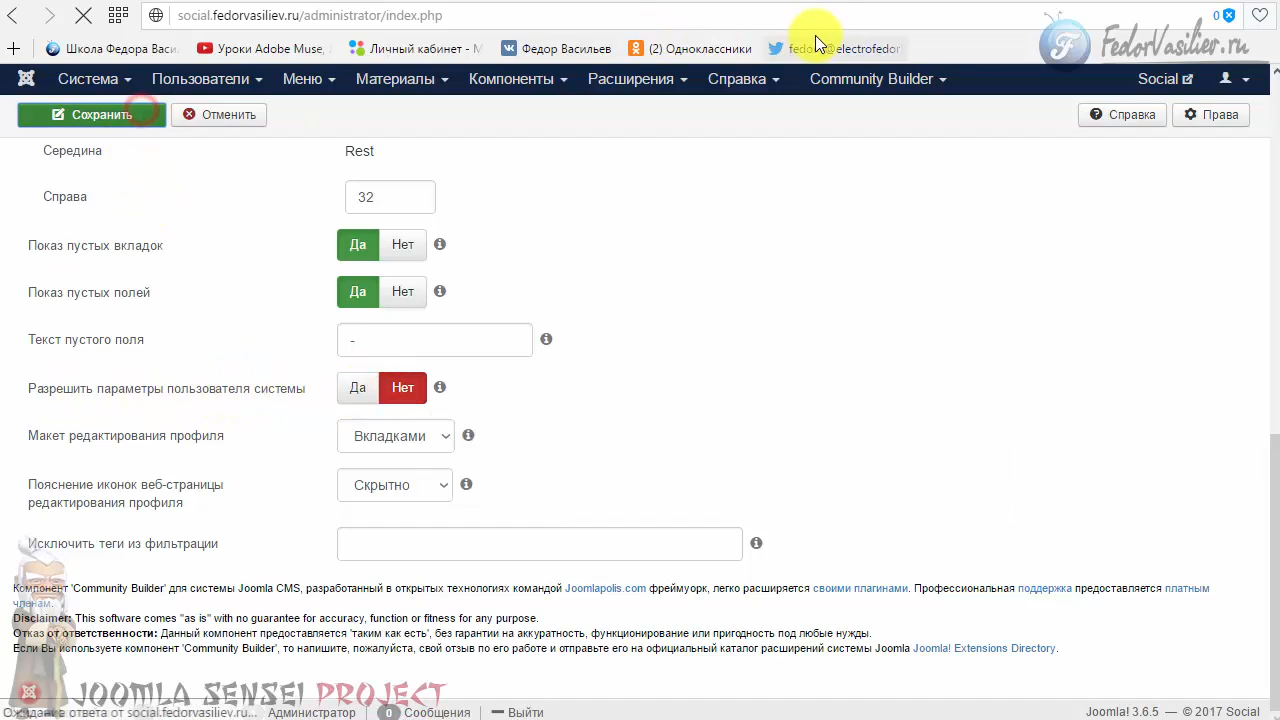 social.fedorvasiliev.ru/administrator/index.php
0
Школа Федора Васи.
Уроки Adobe Muse,
Личный кабинет - М
Федор Васильев
(2) Одноклассники
fedor @electrofedor
FedorVasiliev.ru
Система
Пользователи
Меню
Материалы
Компоненты
Расширения
Справка
Community Builder
Social
Сохранить
Отменить
Справка
Права
Середина
Rest
Справа
32
Показ пустых вкладок
Да
Нет
Показ пустых полей
Да
Нет
Текст пустого поля
-
Разрешить параметры пользователя системы
Да
Нет
Макет редактирования профиля
Вкладками
Пояснение иконок веб-страницы
редактирования профиля
Скрытно
Исключить теги из фильтрации
Компонент 'Community Builder' для системы Joomla CMS, разработанный в открытых технологиях командой Joomlapolis.com фреймуорк, легко расширяется своими плагинами. Профессиональная поддержка предоставляется платным
членам.
Disclaimer: This software comes "as is" with no guarantee for accuracy, function or fitness for any purpose.
Отказ от ответственности: Данный компонент предоставляется 'таким как есть', без гарантии на аккуратность, функционирование или пригодность под любые нужды.
Если Вы используете компонент 'Community Builder', то напишите, пожалуйста, свой отзыв по его работе и отправьте его на официальный каталог расширений системы Joomla Joomla! Extensions Directory.
JOOMLA SENSEI PROJECT
Ожидание ответа от social.fedorvasiliev.ru...
Администратор
0
Сообщения
Выйти
Joomla! 3.6.5 — © 2017 Social